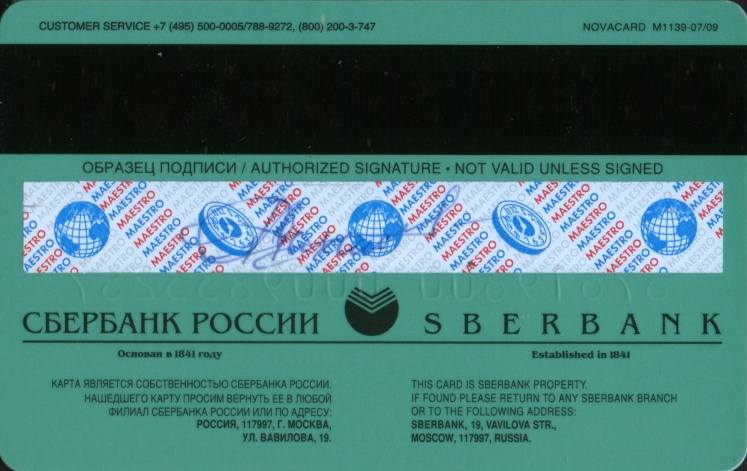 CUSTOMER SERVICE +7 (495) 500-0005/788-9272, (800) 200-3-747
NOVACARD M1139-07/09
ОБРАЗЕЦ ПОДПИСИ / AUTHORIZED SIGNATURE • NOT VALID UNLESS SIGNED
MAESTRO
СБЕРБАНК РОССИИ
Основан в 1841 году
SBERBANK
Established in 1841
КАРТА ЯВЛЯЕТСЯ СОБСТВЕННОСТЬЮ СБЕРБАНКА РОССИИ.
НАШЕДШЕГО КАРТУ ПРОСИМ ВЕРНУТЬ ЕЕ В ЛЮБОЙ
ФИЛИАЛ СБЕРБАНКА РОССИИ ИЛИ ПО АДРЕСУ:
РОССИЯ, 117997, Г. МОСКВА,
УЛ. ВАВИЛОВА, 19.
THIS CARD IS SBERBANK PROPERTY.
IF FOUND PLEASE RETURN TO ANY SBERBANK BRANCH
OR TO THE FOLLOWING ADDRESS:
SBERBANK, 19, VAVILOVA STR.,
MOSCOW, 117997, RUSSIA.